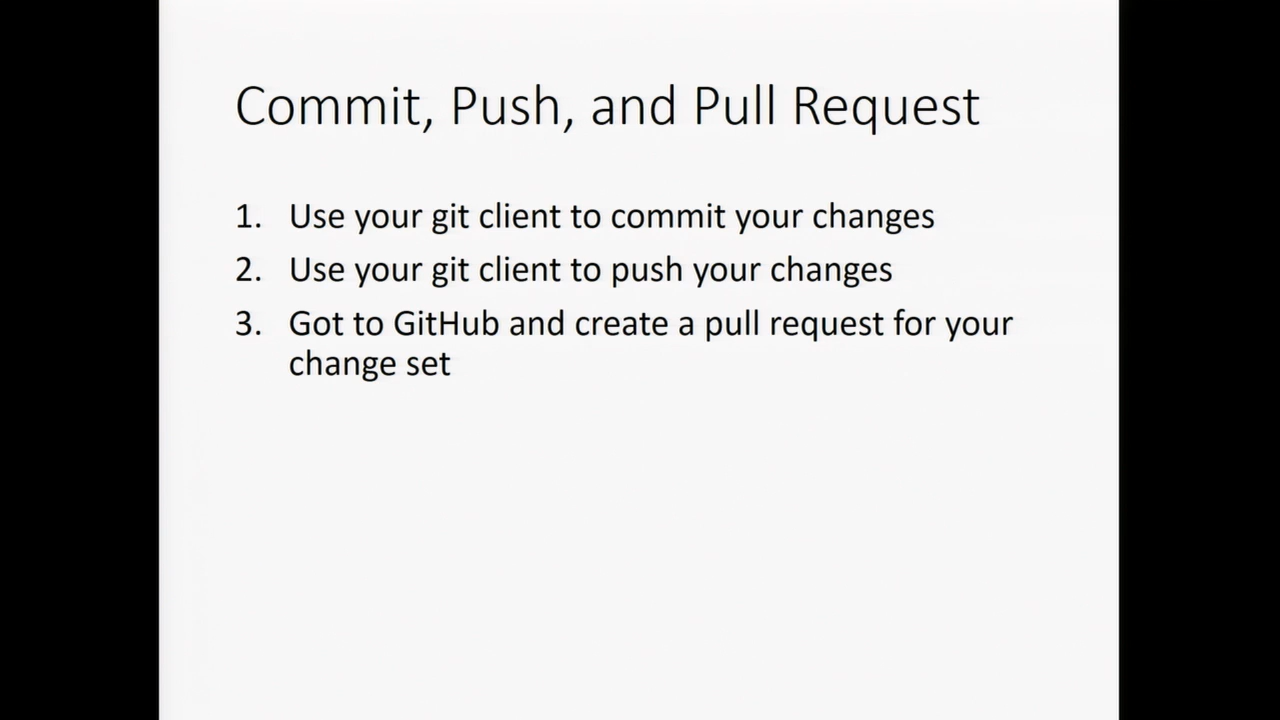 Commit, Push, and Pull Request
1. Use your git client to commit your changes
2. Use your git client to push your changes
3. Got to GitHub and create a pull request for your
change set